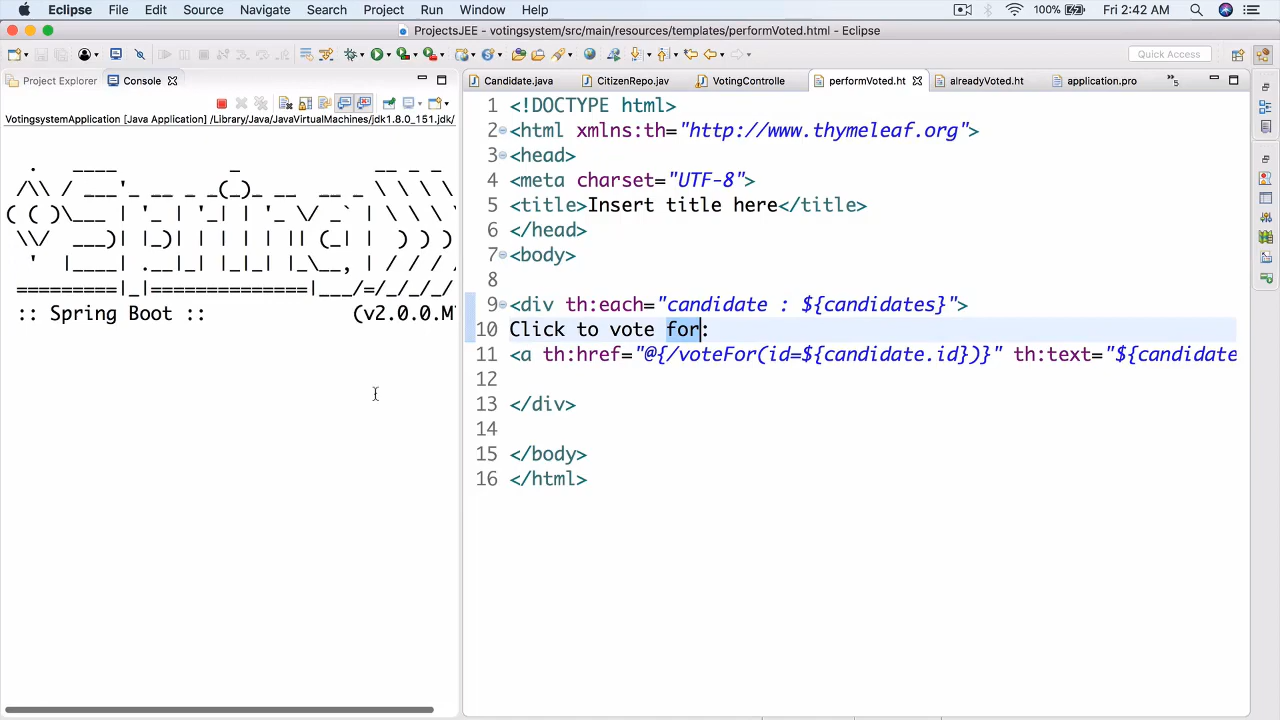 Eclipse File Edit Source Navigate Search Project Run Window Help 100% Fri 2:42 AM
ProjectsJEE - votingsystem/src/main/resources/templates/performVoted.html - Eclipse
Quick Access
Project Explorer Console
Candidate.java CitizenRepo.jav VotingControlle performVoted.ht alreadyVoted.ht application.pro »5
VotingsystemApplication [Java Application] /Library/Java/JavaVirtualMachines/jdk1.8.0_151.jdk/
:: Spring Boot :: (v2.0.0.M
1 <!DOCTYPE html>
2 <html xmlns:th="http://www.thymeleaf.org">
3 <head>
4 <meta charset="UTF-8">
5 <title>Insert title here</title>
6 </head>
7 <body>
8
9 <div th:each="candidate : ${candidates}">
10 Click to vote for:
11 <a th:href="@{/voteFor(id=${candidate.id})}" th:text="${candidate
12
13 </div>
14
15 </body>
16 </html>